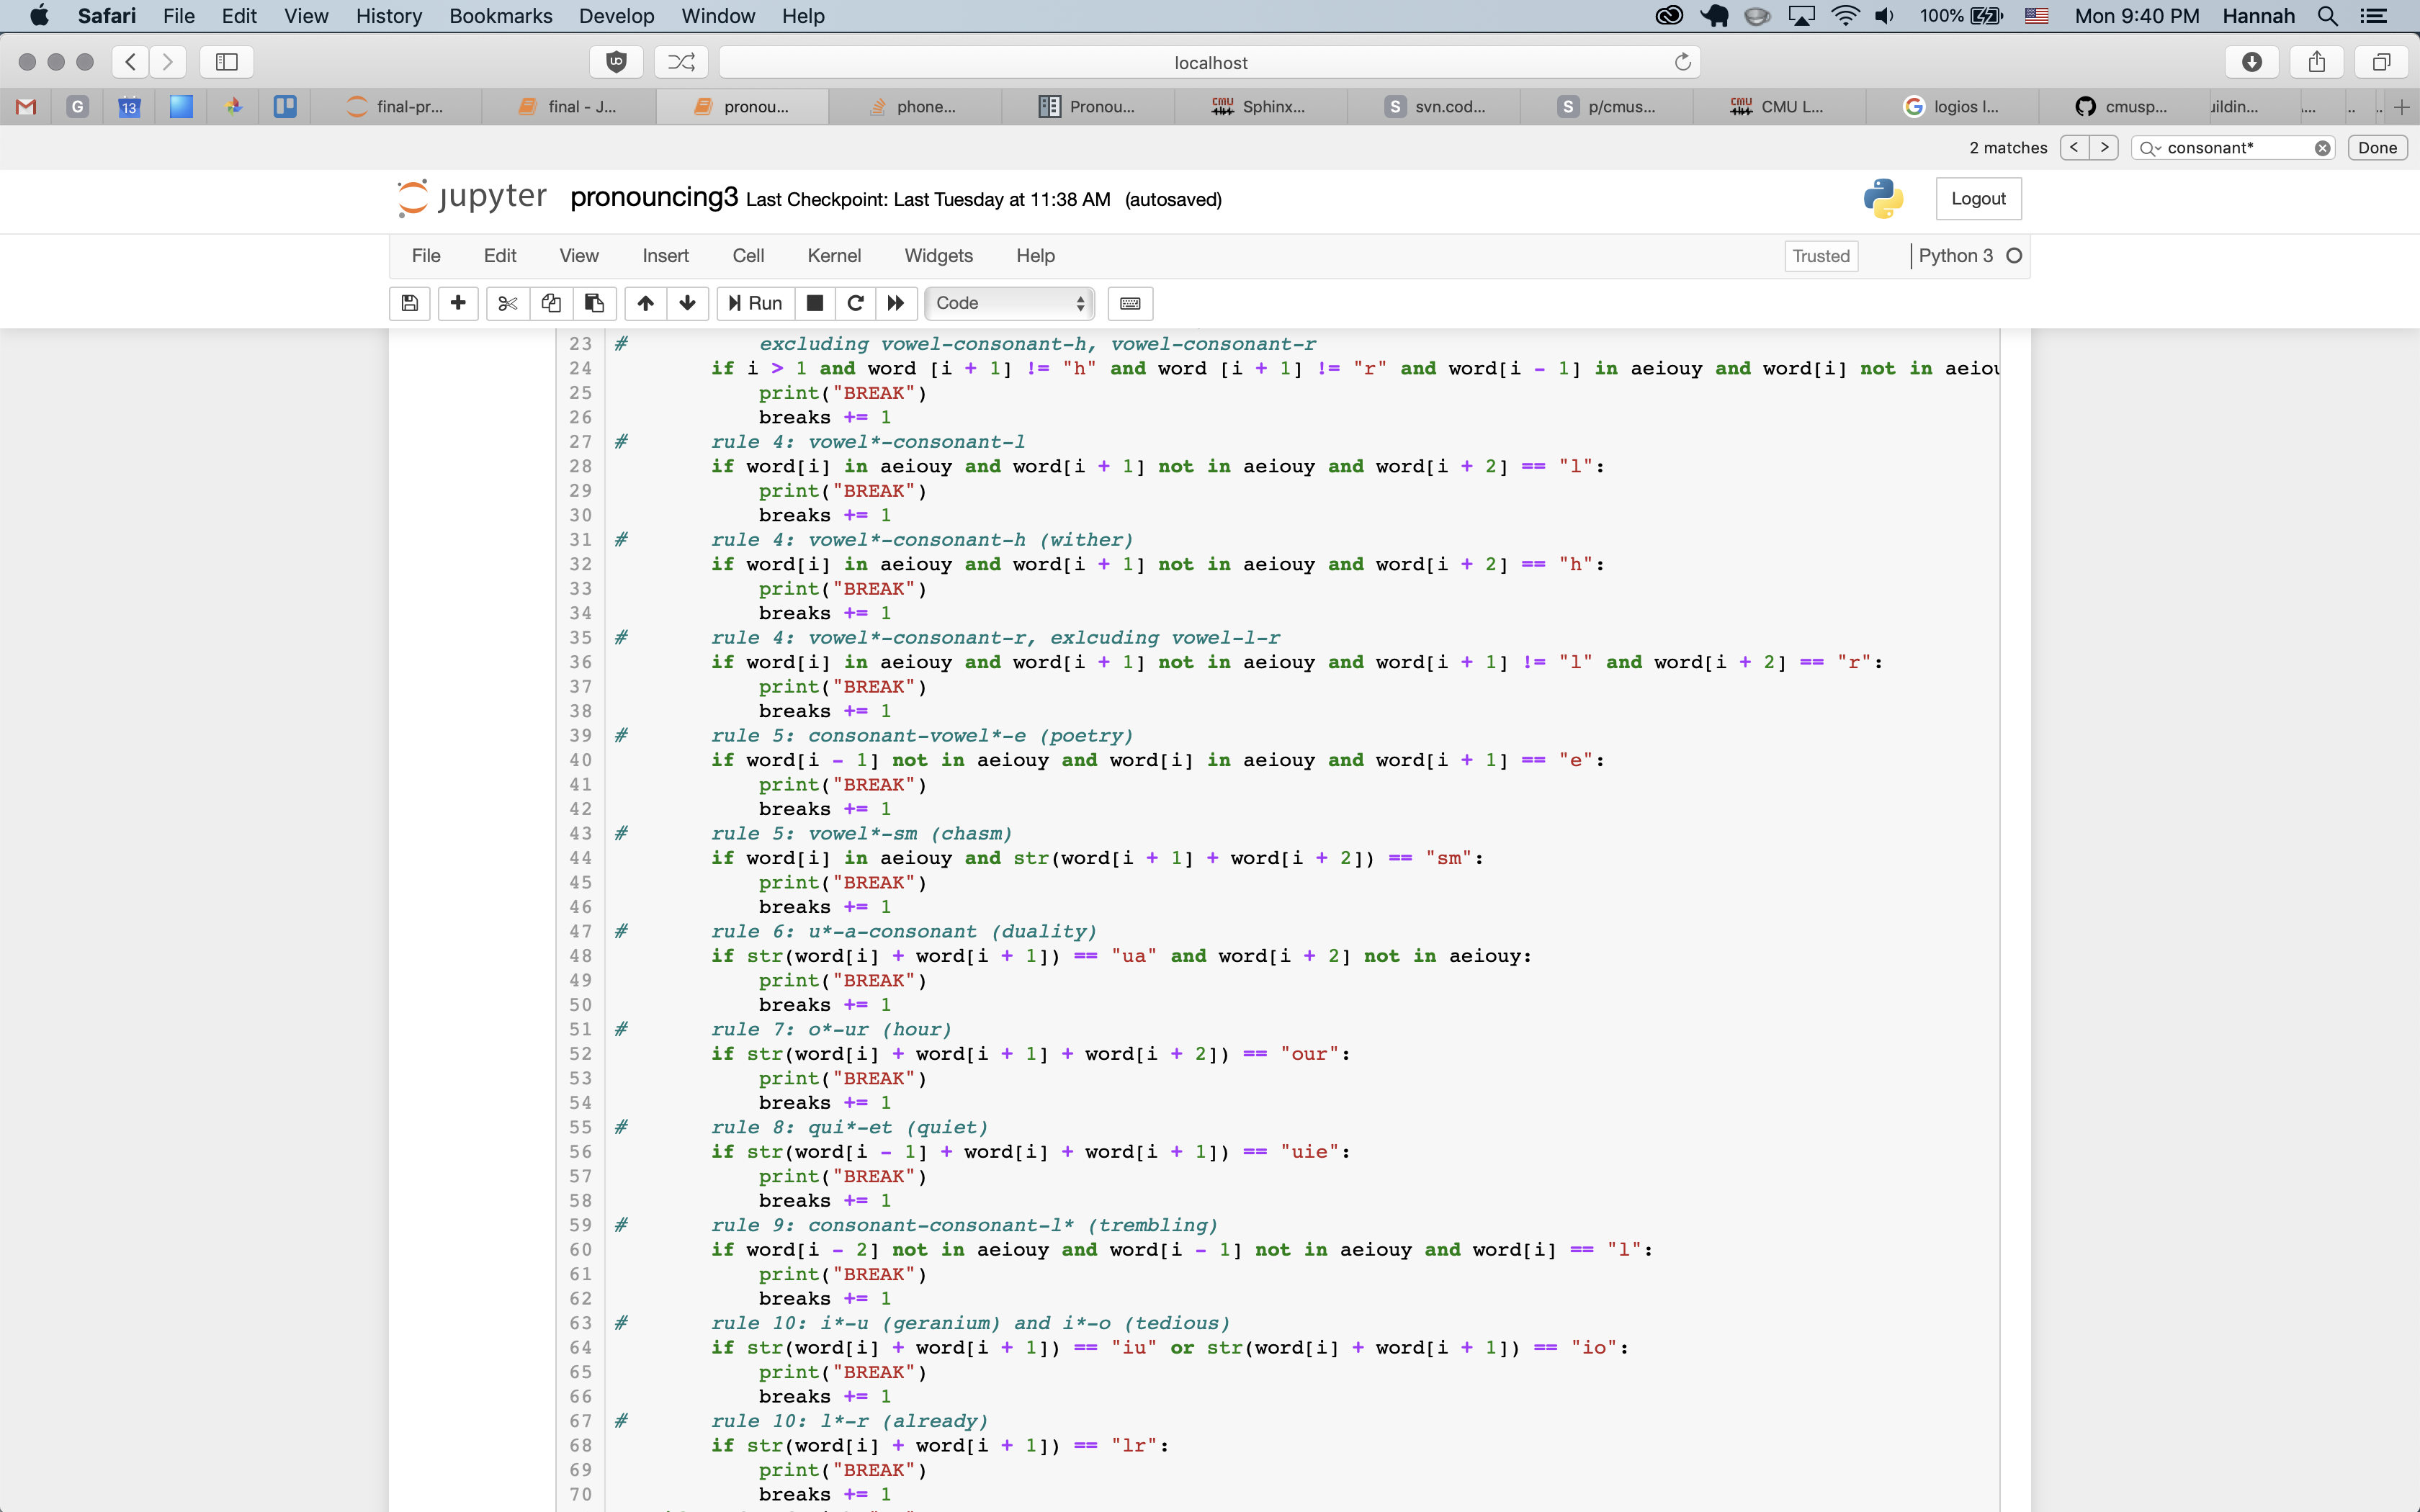 Safari File Edit View History Bookmarks Develop Window Help 100% Mon 9:40 PM Hannah
localhost
G 13 final-pr... final - J... pronou... phone... Pronou... CMU Sphinx... S svn.cod... S p/cmus... CMU CMU L... G logios l... cmusp... uildin... .... .. ..
2 matches < > consonant* Done
jupyter pronouncing3 Last Checkpoint: Last Tuesday at 11:38 AM (autosaved) Logout
File Edit View Insert Cell Kernel Widgets Help Trusted Python 3
Run Code
23 # excluding vowel-consonant-h, vowel-consonant-r
24 if i > 1 and word [i + 1] != "h" and word [i + 1] != "r" and word[i - 1] in aeiouy and word[i] not in aeiou
25 print("BREAK")
26 breaks += 1
27 # rule 4: vowel*-consonant-l
28 if word[i] in aeiouy and word[i + 1] not in aeiouy and word[i + 2] == "l":
29 print("BREAK")
30 breaks += 1
31 # rule 4: vowel*-consonant-h (wither)
32 if word[i] in aeiouy and word[i + 1] not in aeiouy and word[i + 2] == "h":
33 print("BREAK")
34 breaks += 1
35 # rule 4: vowel*-consonant-r, exlcuding vowel-l-r
36 if word[i] in aeiouy and word[i + 1] not in aeiouy and word[i + 1] != "l" and word[i + 2] == "r":
37 print("BREAK")
38 breaks += 1
39 # rule 5: consonant-vowel*-e (poetry)
40 if word[i - 1] not in aeiouy and word[i] in aeiouy and word[i + 1] == "e":
41 print("BREAK")
42 breaks += 1
43 # rule 5: vowel*-sm (chasm)
44 if word[i] in aeiouy and str(word[i + 1] + word[i + 2]) == "sm":
45 print("BREAK")
46 breaks += 1
47 # rule 6: u*-a-consonant (duality)
48 if str(word[i] + word[i + 1]) == "ua" and word[i + 2] not in aeiouy:
49 print("BREAK")
50 breaks += 1
51 # rule 7: o*-ur (hour)
52 if str(word[i] + word[i + 1] + word[i + 2]) == "our":
53 print("BREAK")
54 breaks += 1
55 # rule 8: qui*-et (quiet)
56 if str(word[i - 1] + word[i] + word[i + 1]) == "uie":
57 print("BREAK")
58 breaks += 1
59 # rule 9: consonant-consonant-l* (trembling)
60 if word[i - 2] not in aeiouy and word[i - 1] not in aeiouy and word[i] == "l":
61 print("BREAK")
62 breaks += 1
63 # rule 10: i*-u (geranium) and i*-o (tedious)
64 if str(word[i] + word[i + 1]) == "iu" or str(word[i] + word[i + 1]) == "io":
65 print("BREAK")
66 breaks += 1
67 # rule 10: l*-r (already)
68 if str(word[i] + word[i + 1]) == "lr":
69 print("BREAK")
70 breaks += 1